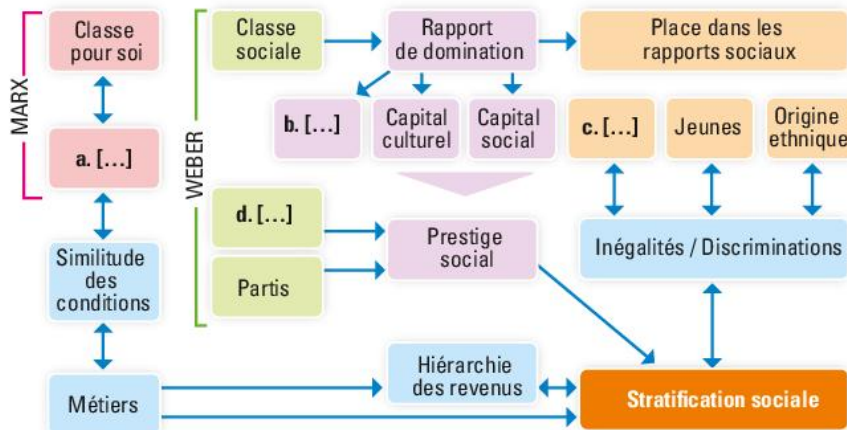 Classe
pour soi
Classe
sociale
Rapport
de domination
Place dans les
rapports sociaux
MARX
a. […]
WEBER
b. […]
Capital
culturel
Capital
social
c. […]
Jeunes
Origine
ethnique
d. […]
Similitude
des
conditions
Partis
Prestige
social
Inégalités / Discriminations
Métiers
Hiérarchie
des revenus
Stratification sociale